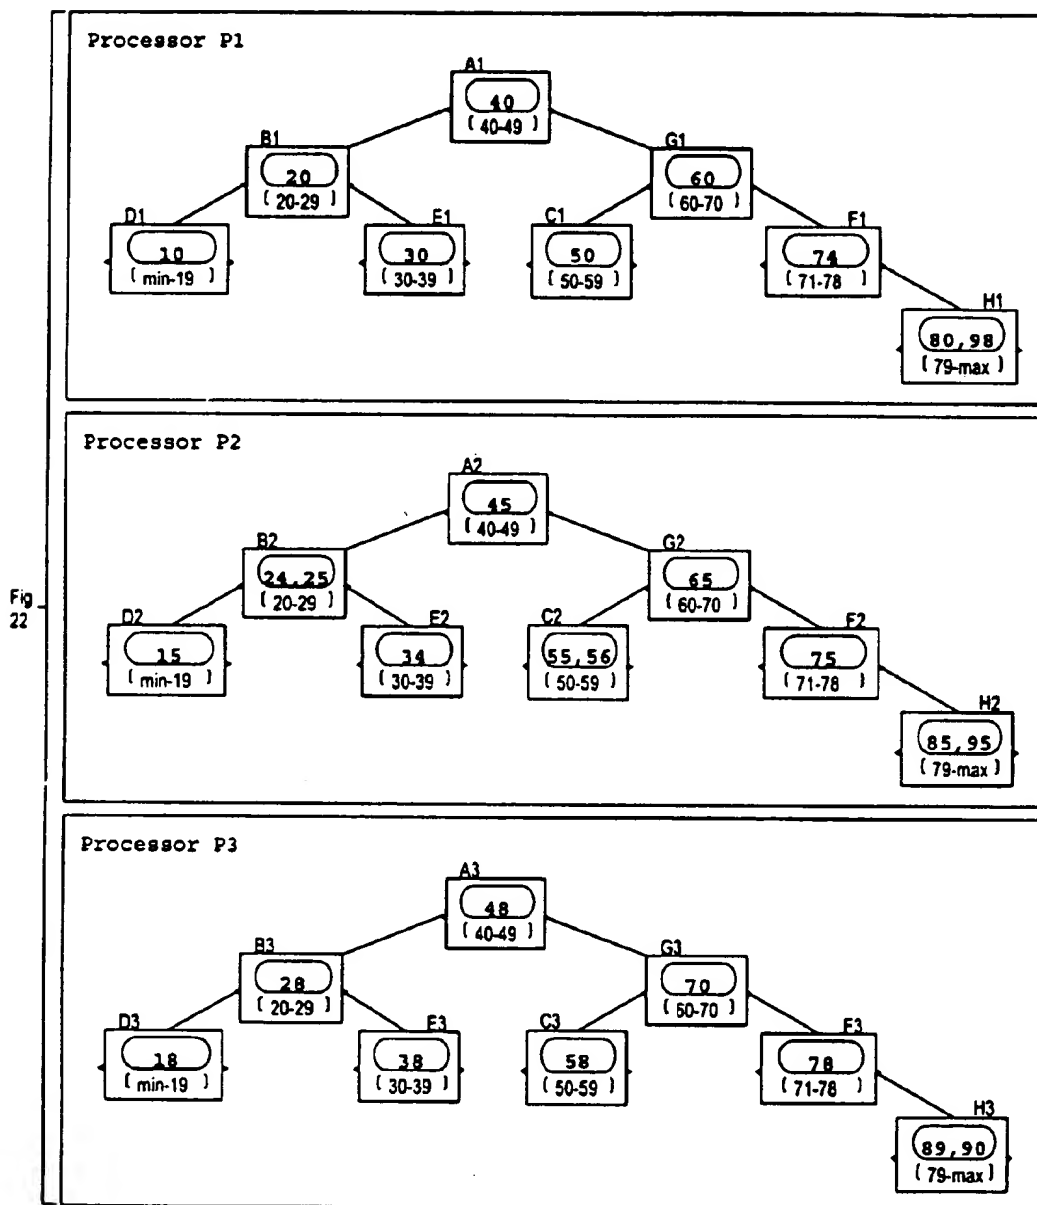 Processor P1
A1
40
( 40-49 )
B1
20
( 20-29 )
G1
60
( 60-70 )
D1
10
( min-19 )
E1
30
( 30-39 )
C1
50
( 50-59 )
F1
74
( 71-78 )
H1
80,98
( 79-max )
Processor P2
A2
45
( 40-49 )
B2
24,25
( 20-29 )
G2
65
( 60-70 )
Fig
22
D2
15
( min-19 )
E2
34
( 30-39 )
C2
55,56
( 50-59 )
F2
75
( 71-78 )
H2
85,95
( 79-max )
Processor P3
A3
48
( 40-49 )
B3
28
( 20-29 )
G3
70
( 60-70 )
D3
18
( min-19 )
E3
38
( 30-39 )
C3
58
( 50-59 )
F3
78
( 71-78 )
H3
89,90
( 79-max )